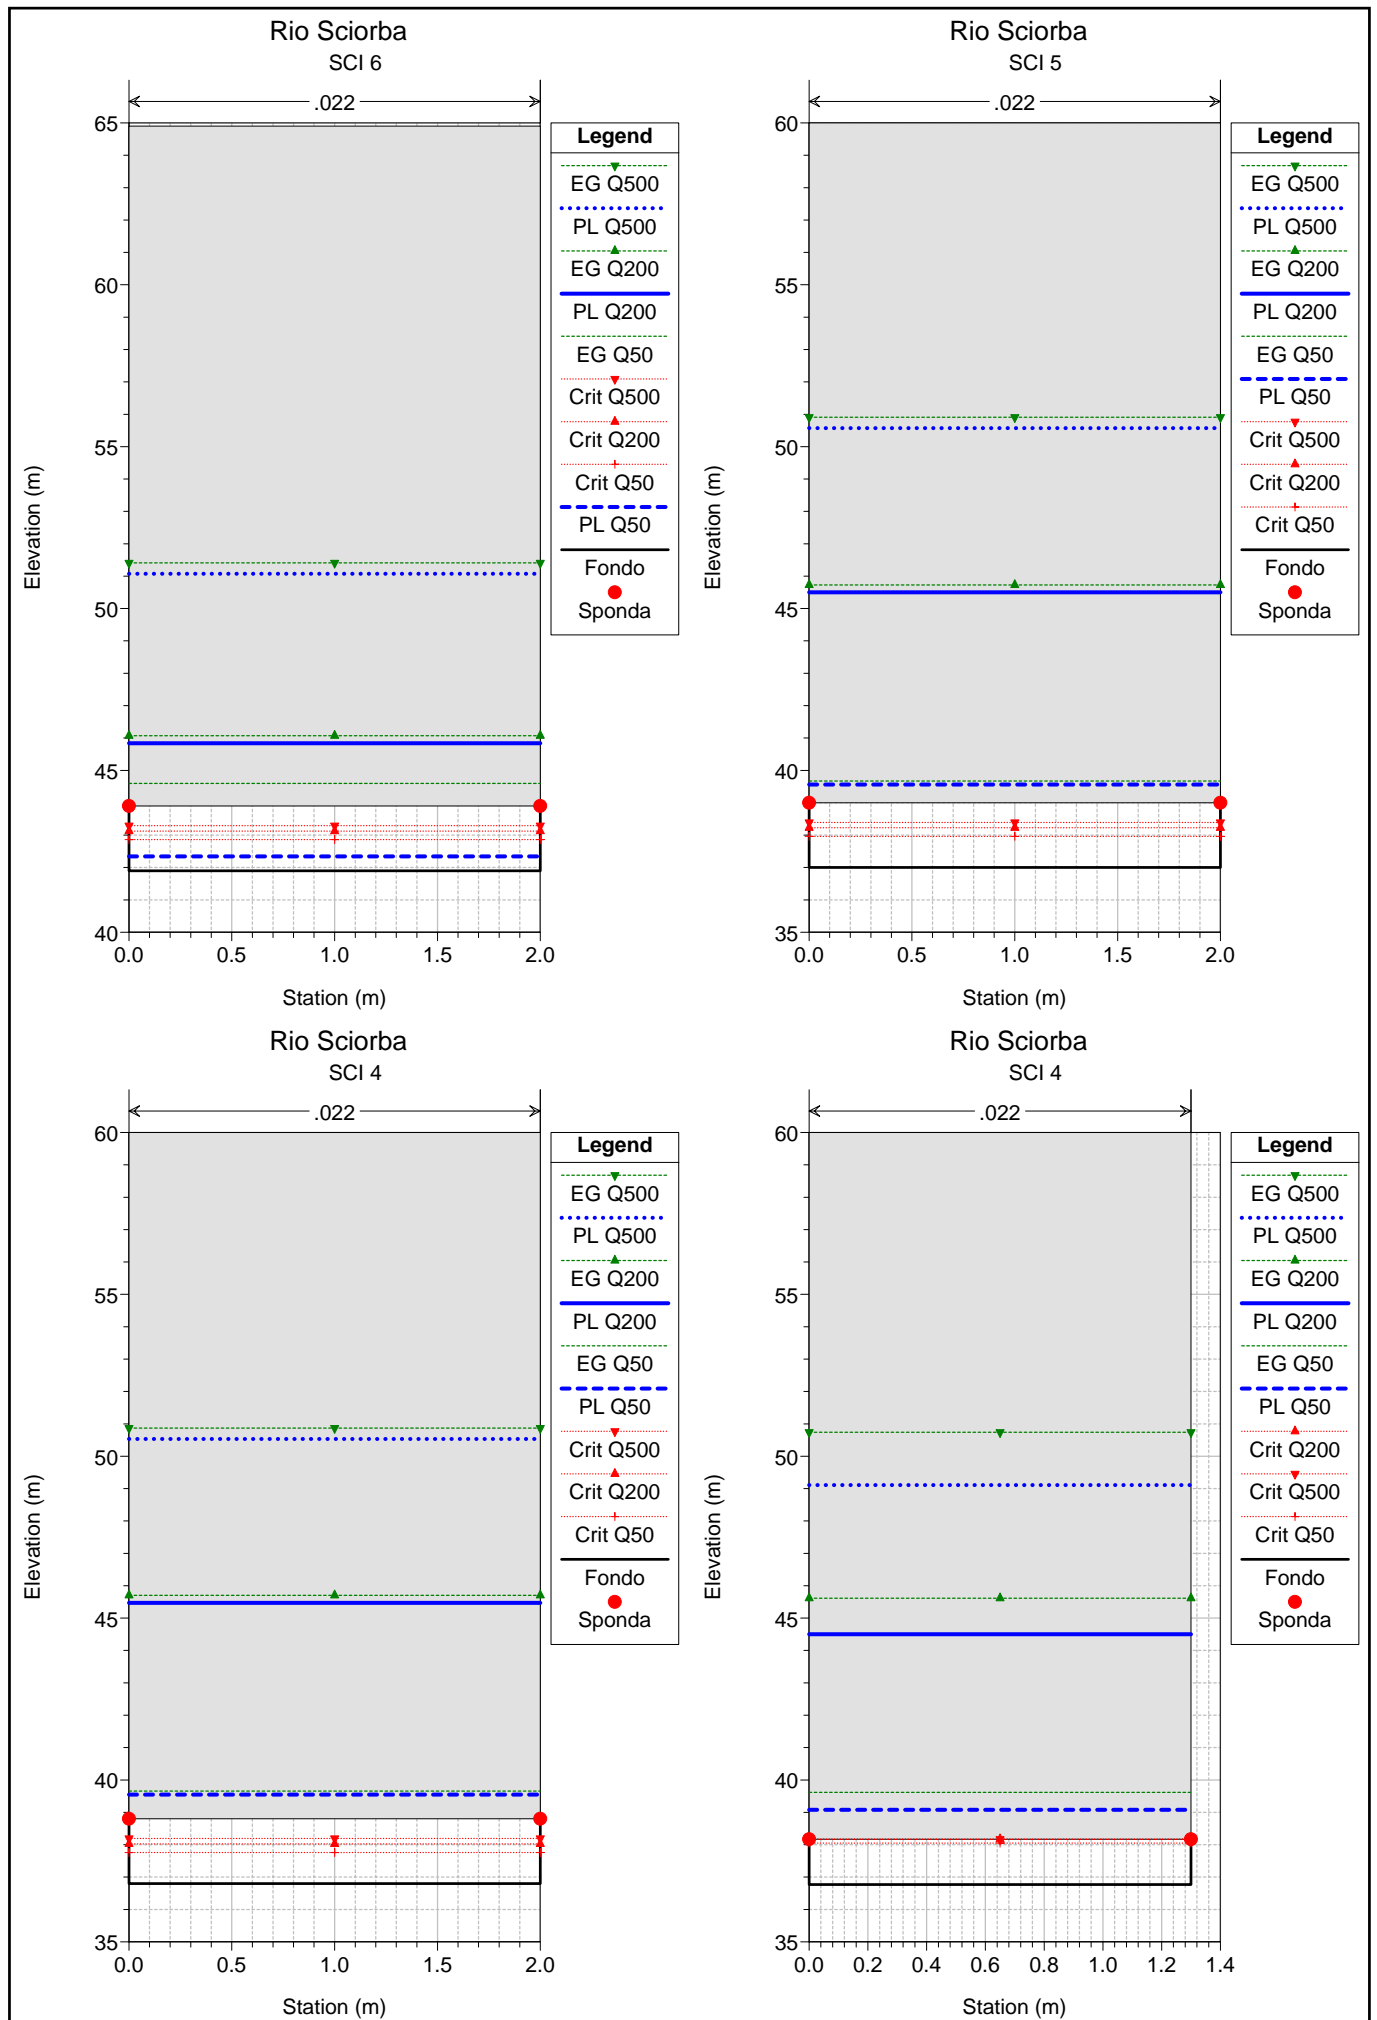 Rio Sciorba
SCI 6
.022
65
60
55
50
45
40
0.0 0.5 1.0 1.5 2.0
Station (m)
Elevation (m)
Legend
EG Q500
PL Q500
EG Q200
PL Q200
EG Q50
Crit Q500
Crit Q200
Crit Q50
PL Q50
Fondo
Sponda
Rio Sciorba
SCI 5
.022
60
55
50
45
40
35
0.0 0.5 1.0 1.5 2.0
Station (m)
Elevation (m)
Legend
EG Q500
PL Q500
EG Q200
PL Q200
EG Q50
PL Q50
Crit Q500
Crit Q200
Crit Q50
Fondo
Sponda
Rio Sciorba
SCI 4
.022
60
55
50
45
40
35
0.0 0.5 1.0 1.5 2.0
Station (m)
Elevation (m)
Legend
EG Q500
PL Q500
EG Q200
PL Q200
EG Q50
PL Q50
Crit Q500
Crit Q200
Crit Q50
Fondo
Sponda
Rio Sciorba
SCI 4
.022
60
55
50
45
40
35
0.0 0.2 0.4 0.6 0.8 1.0 1.2 1.4
Station (m)
Elevation (m)
Legend
EG Q500
PL Q500
EG Q200
PL Q200
EG Q50
PL Q50
Crit Q200
Crit Q500
Crit Q50
Fondo
Sponda